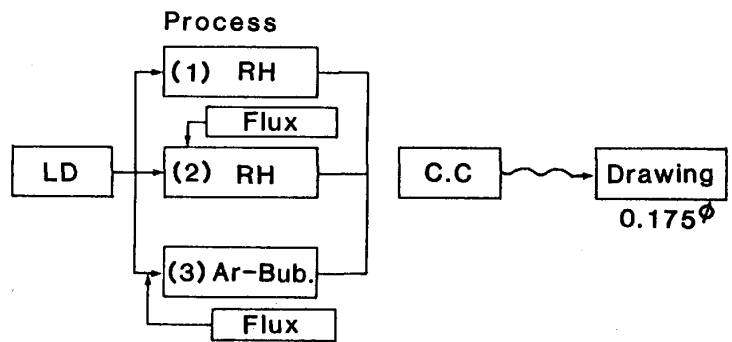 Process
(1) RH
Flux
LD
(2) RH
C.C
Drawing
0.175φ
(3) Ar-Bub.
Flux